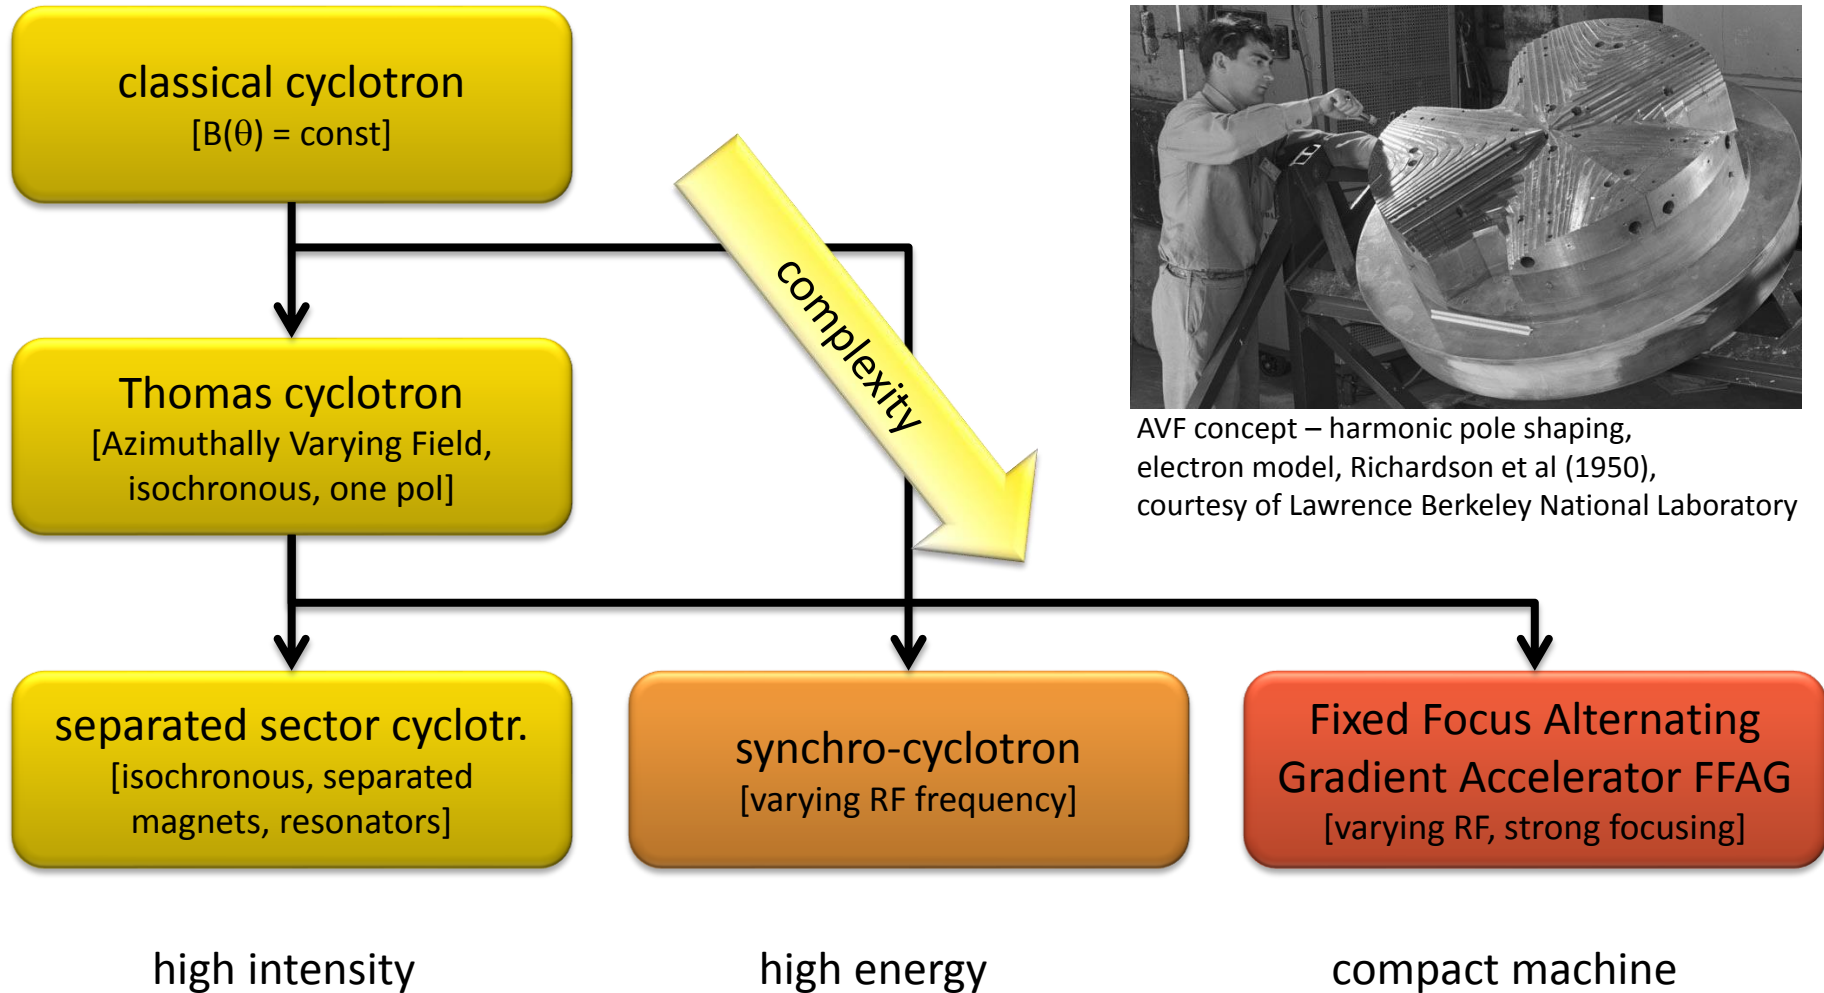 classical cyclotron
[B(θ) = const]
complexity
Thomas cyclotron
[Azimuthally Varying Field,
isochronous, one pol]
AVF concept – harmonic pole shaping,
electron model, Richardson et al (1950),
courtesy of Lawrence Berkeley National Laboratory
separated sector cyclotr.
[isochronous, separated
magnets, resonators]
synchro-cyclotron
[varying RF frequency]
Fixed Focus Alternating
Gradient Accelerator FFAG
[varying RF, strong focusing]
high intensity
high energy
compact machine